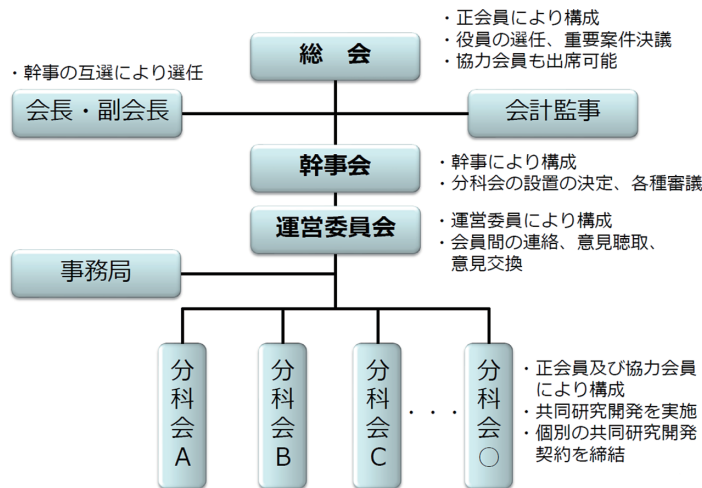 総　会
・正会員により構成
・役員の選任、重要案件決議
・協力会員も出席可能
・幹事の互選により選任
会長・副会長
会計監事
幹事会
・幹事により構成
・分科会の設置の決定、各種審議
運営委員会
・運営委員により構成
・会員間の連絡、意見聴取、
意見交換
事務局
分科会A
分科会B
分科会C
・・・
分科会○
・正会員及び協力会員
により構成
・共同研究開発を実施
・個別の共同研究開発
契約を締結